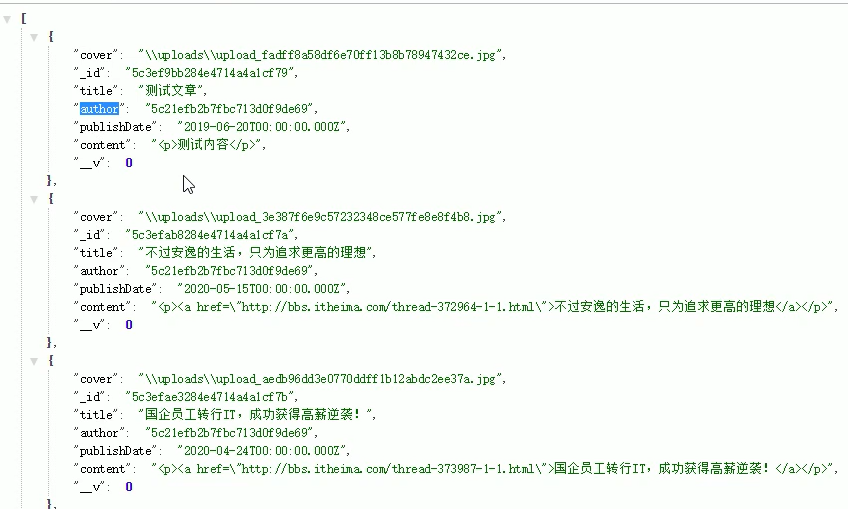 [
{
"cover": "\\uploads\\upload_fadff8a58df6e70ff13b8b78947432ce.jpg",
"_id": "5c3ef9bb284e4714a4a1cf79",
"title": "测试文章",
"author": "5c21efb2b7fbc713d0f9de69",
"publishDate": "2019-06-20T00:00:00.000Z",
"content": "<p>测试内容</p>",
"__v": 0
},
{
"cover": "\\uploads\\upload_3e387f6e9c57232348ce577fe8e8f4b8.jpg",
"_id": "5c3efab8284e4714a4a1cf7a",
"title": "不过安逸的生活，只为追求更高的理想",
"author": "5c21efb2b7fbc713d0f9de69",
"publishDate": "2020-05-15T00:00:00.000Z",
"content": "<p><a href=\"http://bbs.itheima.com/thread-372964-1-1.html\">不过安逸的生活，只为追求更高的理想</a></p>",
"__v": 0
},
{
"cover": "\\uploads\\upload_aedb96dd3e0770ddff1b12abdc2ee37a.jpg",
"_id": "5c3efae3284e4714a4a1cf7b",
"title": "国企员工转行IT，成功获得高薪逆袭！",
"author": "5c21efb2b7fbc713d0f9de69",
"publishDate": "2020-04-24T00:00:00.000Z",
"content": "<p><a href=\"http://bbs.itheima.com/thread-373987-1-1.html\">国企员工转行IT，成功获得高薪逆袭！</a></p>",
"__v": 0
},